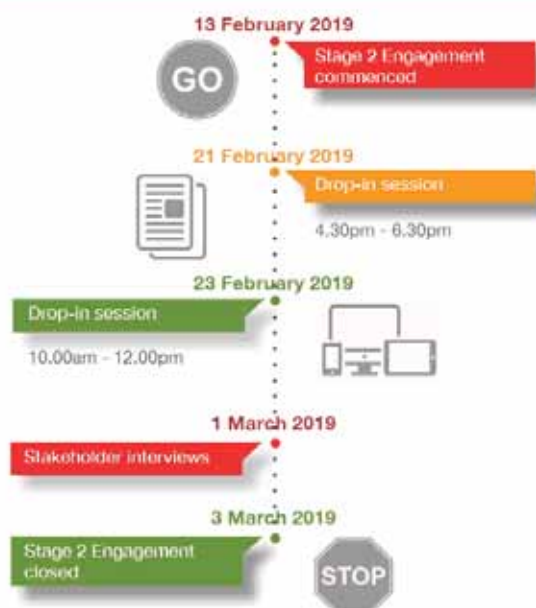 13 February 2019
GO
Stage 2 Engagement
commenced
21 February 2019
Drop-in session
4.30pm - 6.30pm
23 February 2019
Drop-in session
10.00am - 12.00pm
1 March 2019
Stakeholder interviews
3 March 2019
Stage 2 Engagement
closed
STOP